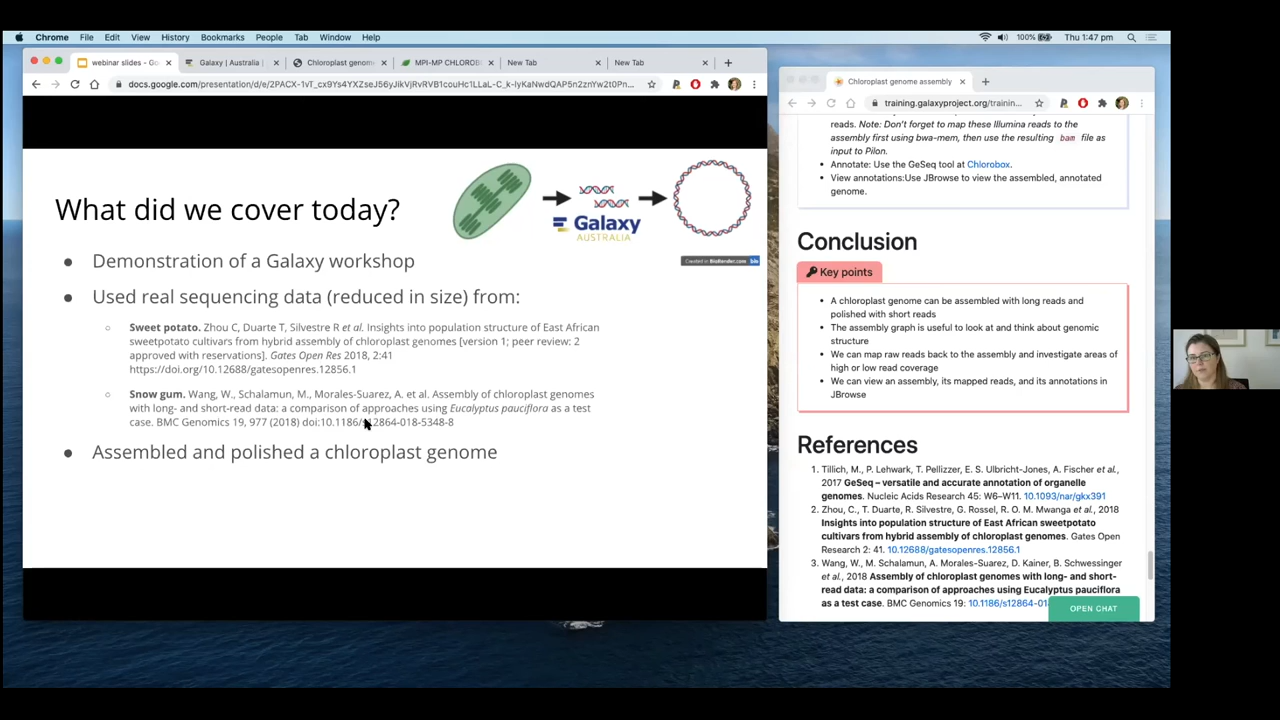 Chrome File Edit View History Bookmarks People Tab Window Help
100% Thu 1:47 pm
webinar slides - Go
Galaxy | Australia |
Chloroplast genome
MPI-MP CHLOROB
New Tab
New Tab
docs.google.com/presentation/d/e/2PACX-1vT_cx9Ys4YXZseJ56yJikVjRvRVB1couHc1LLaL-C_k-IyKaNwdQAP5n2znYw2t0Pn...
What did we cover today?
Galaxy
AUSTRALIA
Created in BioRender.com bio
Demonstration of a Galaxy workshop
Used real sequencing data (reduced in size) from:
Sweet potato. Zhou C, Duarte T, Silvestre R et al. Insights into population structure of East African
sweetpotato cultivars from hybrid assembly of chloroplast genomes [version 1; peer review: 2
approved with reservations]. Gates Open Res 2018, 2:41
https://doi.org/10.12688/gatesopenres.12856.1
Snow gum. Wang, W., Schalamun, M., Morales-Suarez, A. et al. Assembly of chloroplast genomes
with long- and short-read data: a comparison of approaches using Eucalyptus pauciflora as a test
case. BMC Genomics 19, 977 (2018) doi:10.1186/s12864-018-5348-8
Assembled and polished a chloroplast genome
Chloroplast genome assembly
training.galaxyproject.org/trainin...
reads. Note: Don't forget to map these Illumina reads to the
assembly first using bwa-mem, then use the resulting bam file as
input to Pilon.
Annotate: Use the GeSeq tool at Chlorobox.
View annotations:Use JBrowse to view the assembled, annotated
genome.
Conclusion
Key points
A chloroplast genome can be assembled with long reads and
polished with short reads
The assembly graph is useful to look at and think about genomic
structure
We can map raw reads back to the assembly and investigate areas of
high or low read coverage
We can view an assembly, its mapped reads, and its annotations in
JBrowse
References
1. Tillich, M., P. Lehwark, T. Pellizzer, E. S. Ulbricht-Jones, A. Fischer et al.,
2017 GeSeq – versatile and accurate annotation of organelle
genomes. Nucleic Acids Research 45: W6–W11. 10.1093/nar/gkx391
2. Zhou, C., T. Duarte, R. Silvestre, G. Rossel, R. O. M. Mwanga et al., 2018
Insights into population structure of East African sweetpotato
cultivars from hybrid assembly of chloroplast genomes. Gates Open
Research 2: 41. 10.12688/gatesopenres.12856.1
3. Wang, W., M. Schalamun, A. Morales-Suarez, D. Kainer, B. Schwessinger
et al., 2018 Assembly of chloroplast genomes with long- and short-
read data: a comparison of approaches using Eucalyptus pauciflora
as a test case. BMC Genomics 19: 10.1186/s12864-01
OPEN CHAT